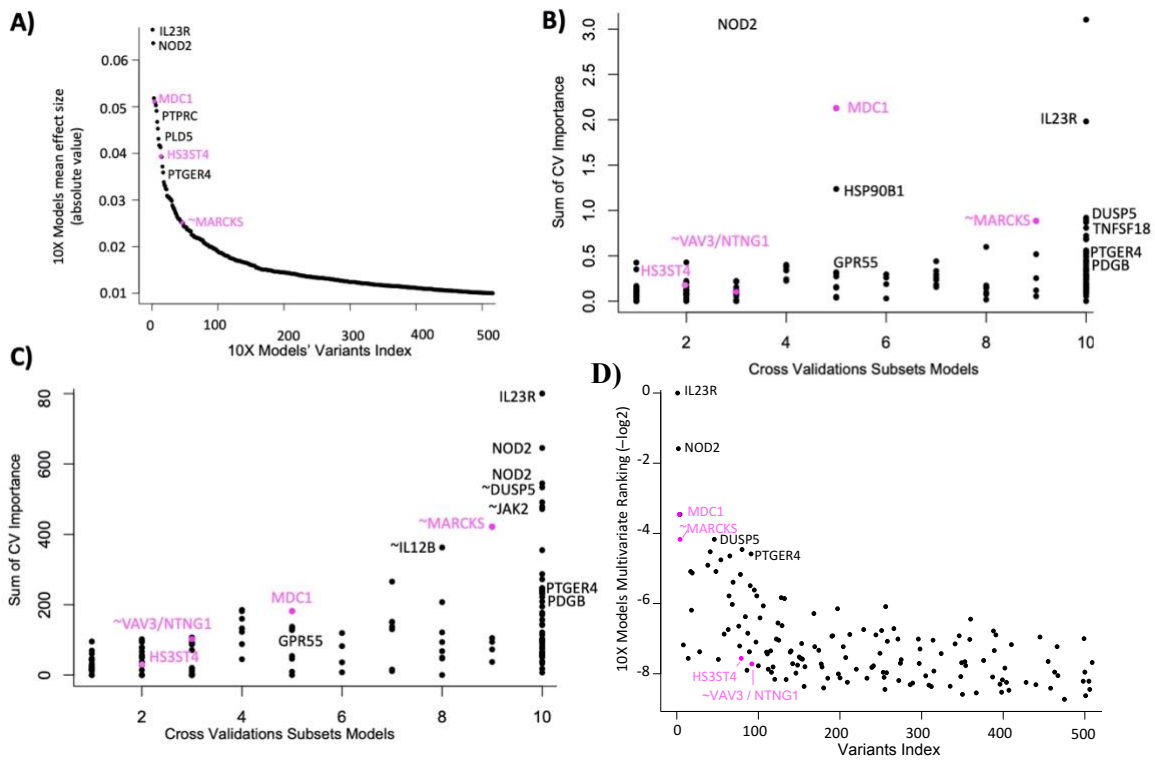 A)
10X Models mean effect size
(absolute value)
0.06
0.05
0.04
0.03
0.02
0.01
IL23R
NOD2
MDC1
PTPRC
PLD5
HS3ST4
PTGER4
~MARCKS
0
100
200
300
400
500
10X Models' Variants Index
B)
Sum of CV Importance
3.0
2.5
2.0
1.5
1.0
0.5
0.0
NOD2
MDC1
IL23R
HSP90B1
~MARCKS
DUSP5
TNFSF18
~VAV3/NTNG1
PTGER4
GPR55
PDGB
HS3ST4
2
4
6
8
10
Cross Validations Subsets Models
C)
Sum of CV Importance
80
600
400
200
0
IL23R
NOD2
NOD2
~DUSP5
~JAK2
~MARCKS
~IL12B
PTGER4
PDGB
MDC1
~VAV3/NTNG1
GPR55
HS3ST4
2
4
6
8
10
Cross Validations Subsets Models
D)
10X Models Multivariate Ranking (−log2)
0
-2
-4
-6
-8
IL23R
NOD2
MDC1
~MARCKS
DUSP5
PTGER4
HS3ST4
~VAV3 / NTNG1
0
100
200
300
400
500
Variants Index